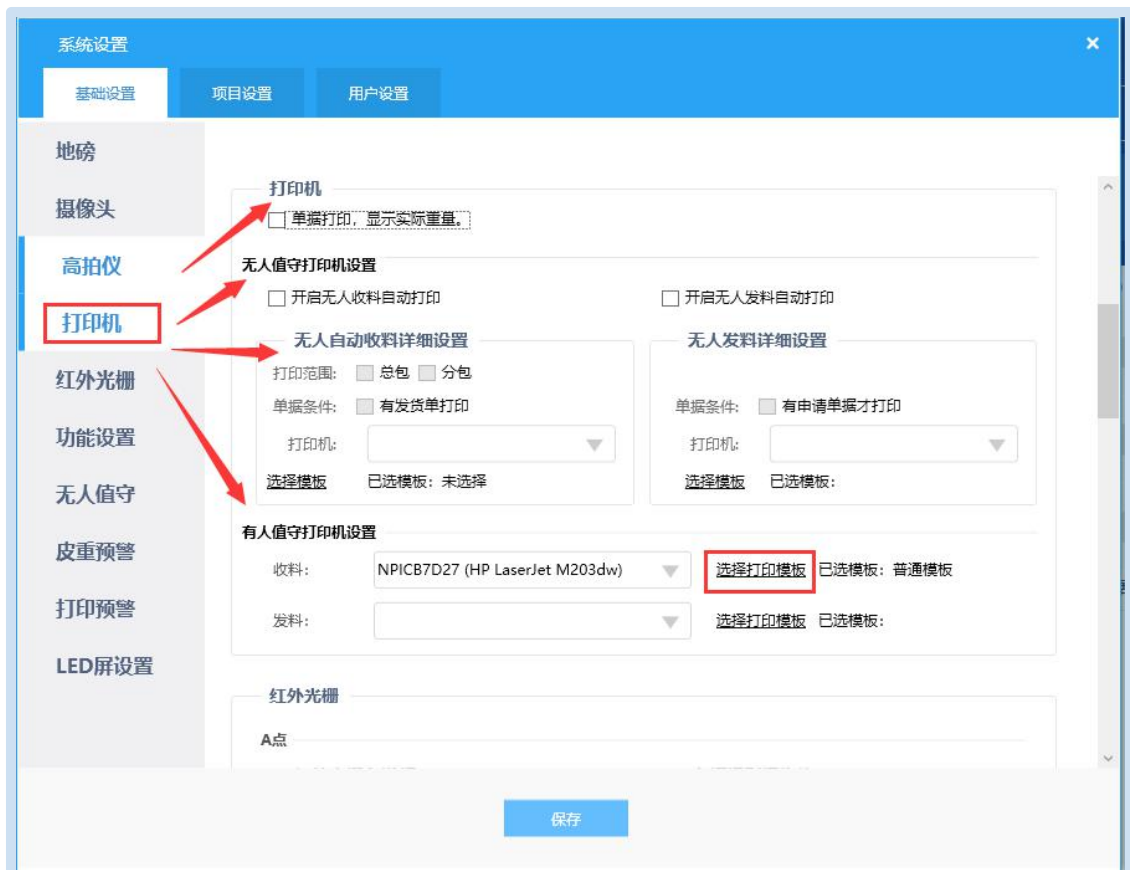 系统设置
基础设置 项目设置 用户设置
地磅
摄像头
高拍仪
打印机
红外光栅
功能设置
无人值守
皮重预警
打印预警
LED屏设置
打印机
单据打印，显示实际重量。
无人值守打印机设置
开启无人收料自动打印 开启无人发料自动打印
无人自动收料详细设置
打印范围: 总包 分包
单据条件: 有发货单打印
打印机:
选择模板 已选模板: 未选择
无人发料详细设置
单据条件: 有申请单据才打印
打印机:
选择模板 已选模板:
有人值守打印机设置
收料: NPICB7D27 (HP LaserJet M203dw) 选择打印模板 已选模板: 普通模板
发料: 选择打印模板 已选模板:
红外光栅
A点
保存